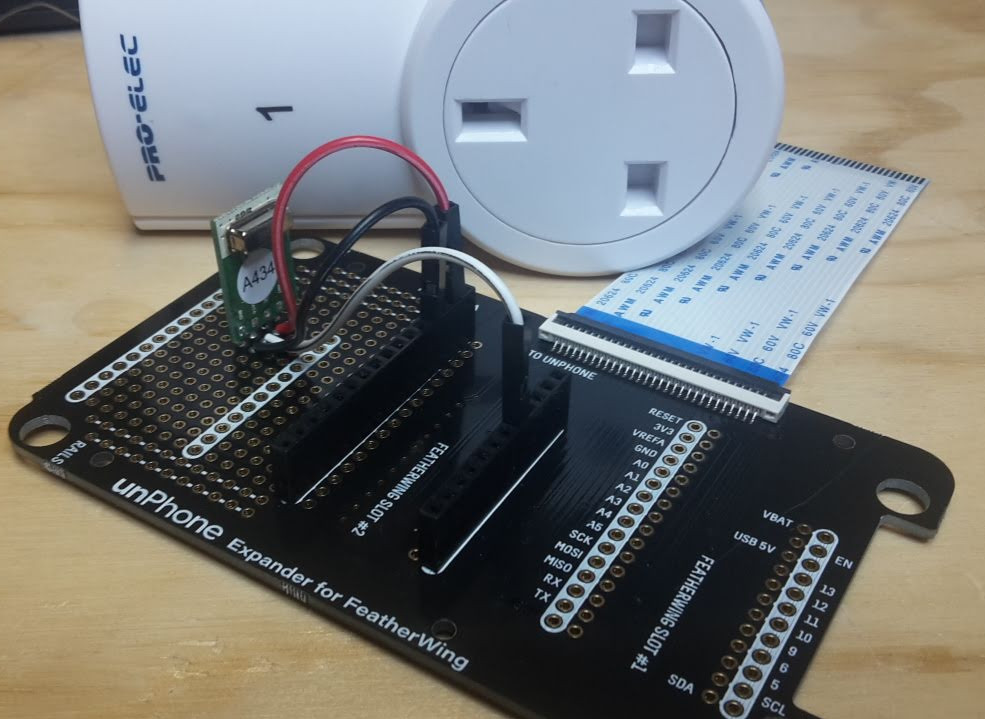 PROTELEC
1
A434
AWM 20624 80C 60V VW-1
TO UNPHONE
RAILS
unPhone Expander for FeatherWing
FEATHERWING SLOT #2
RESET
3V3
VREFA
GND
A0
A1
A2
A3
A4
A5
SCK
MOSI
MISO
RX
TX
FEATHERWING SLOT #1
VBAT
USB 5V
EN
13
12
11
10
9
6
5
SCL
SDA